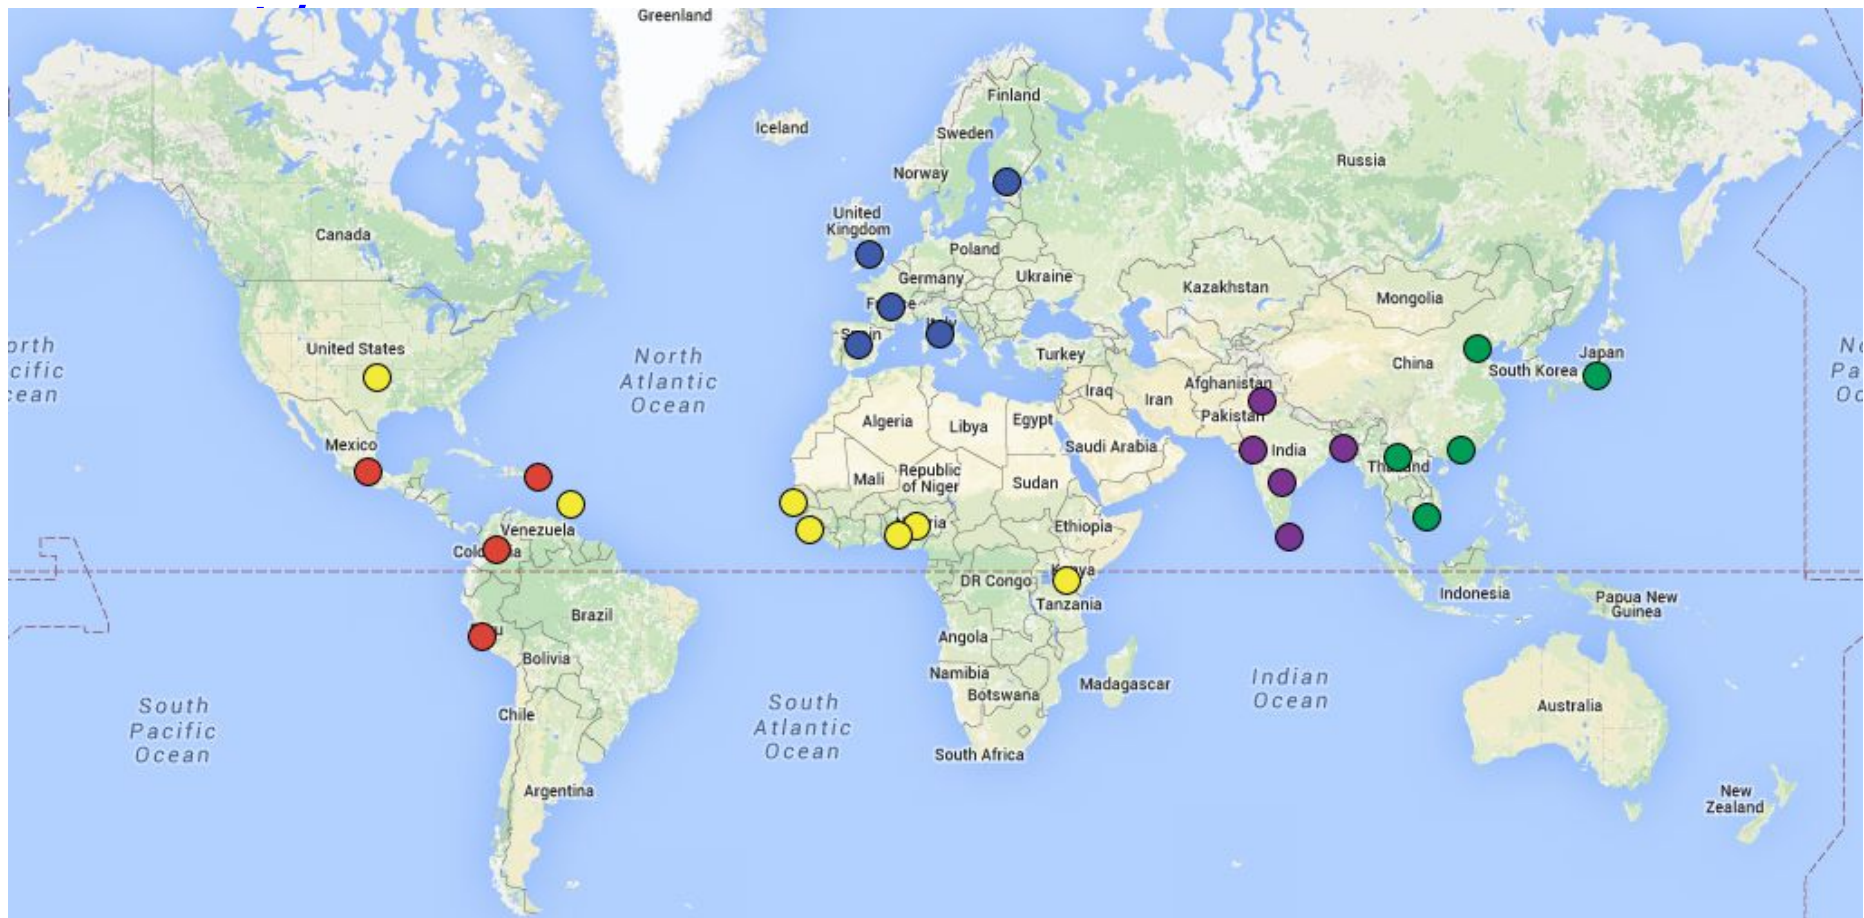 Greenland
Finland
Iceland
Sweden
Russia
Norway
United
Kingdom
Canada
Poland
Germany
Ukraine
Kazakhstan
Mongolia
United States
North
Atlantic
Ocean
Turkey
China
Japan
South Korea
Afghanistan
Iraq
Iran
Pakistan
Algeria
Libya
Egypt
Saudi Arabia
Mexico
India
Mali
Republic
of Niger
Sudan
Venezuela
Ethiopia
DR Congo
Tanzania
Indonesia
Papua New
Guinea
Brazil
Angola
Bolivia
Namibia
Botswana
Madagascar
Indian
Ocean
South
Pacific
Ocean
Chile
South
Atlantic
Ocean
Australia
South Africa
Argentina
New
Zealand